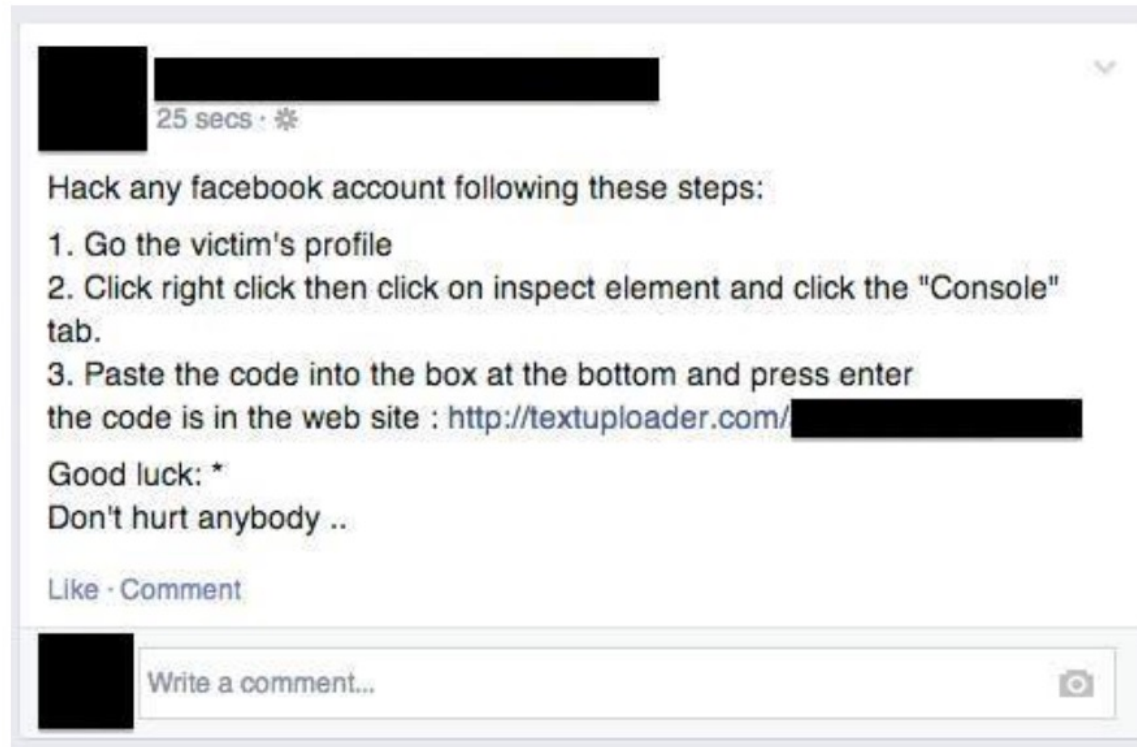 25 secs ·
Hack any facebook account following these steps:
1. Go the victim's profile
2. Click right click then click on inspect element and click the "Console"
tab.
3. Paste the code into the box at the bottom and press enter
the code is in the web site : http://textuploader.com/
Good luck: *
Don't hurt anybody ..
Like · Comment
Write a comment...